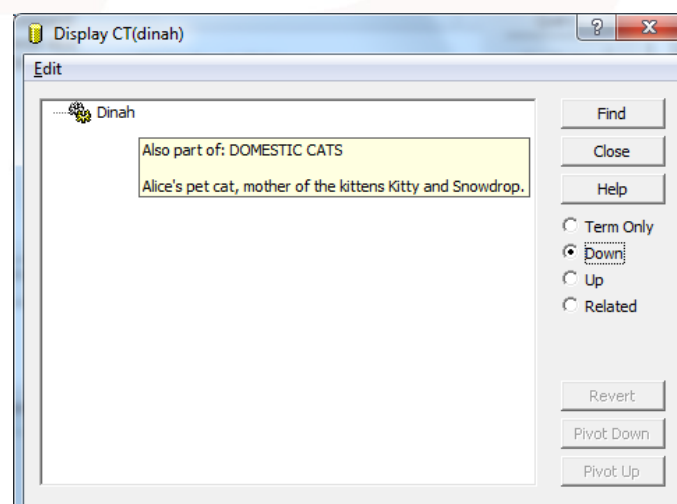 Display CT(dinah)
?
X
Edit
Dinah
Also part of: DOMESTIC CATS
Alice's pet cat, mother of the kittens Kitty and Snowdrop.
Find
Close
Help
Term Only
Down
Up
Related
Revert
Pivot Down
Pivot Up